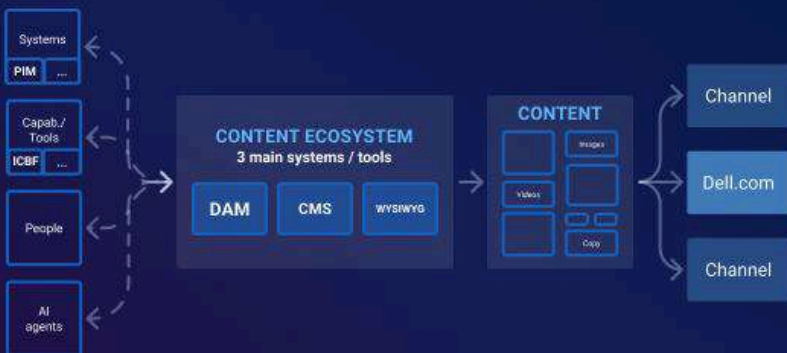 Systems
PIM ...
Capab./
Tools
ICBF ...
People
AI
agents
CONTENT ECOSYSTEM
3 main systems / tools
DAM CMS WYSIWYG
CONTENT
Images
Videos
Copy
Channel
Dell.com
Channel